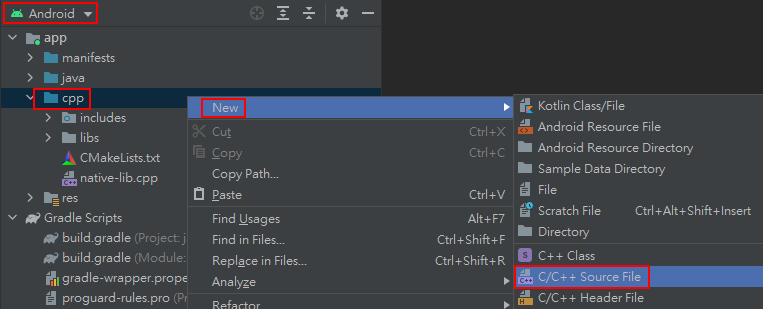 Android
app
manifests
java
cpp
includes
libs
CMakeLists.txt
native-lib.cpp
res
Gradle Scripts
build.gradle (Project: j
build.gradle (Module:
gradle-wrapper.prope
proguard-rules.pro (Pr
New
Cut Ctrl+X
Copy Ctrl+C
Copy Path...
Paste Ctrl+V
Find Usages Alt+F7
Find in Files... Ctrl+Shift+F
Replace in Files... Ctrl+Shift+R
Analyze
Refactor
Kotlin Class/File
Android Resource File
Android Resource Directory
Sample Data Directory
File
Scratch File Ctrl+Alt+Shift+Insert
Directory
C++ Class
C/C++ Source File
C/C++ Header File